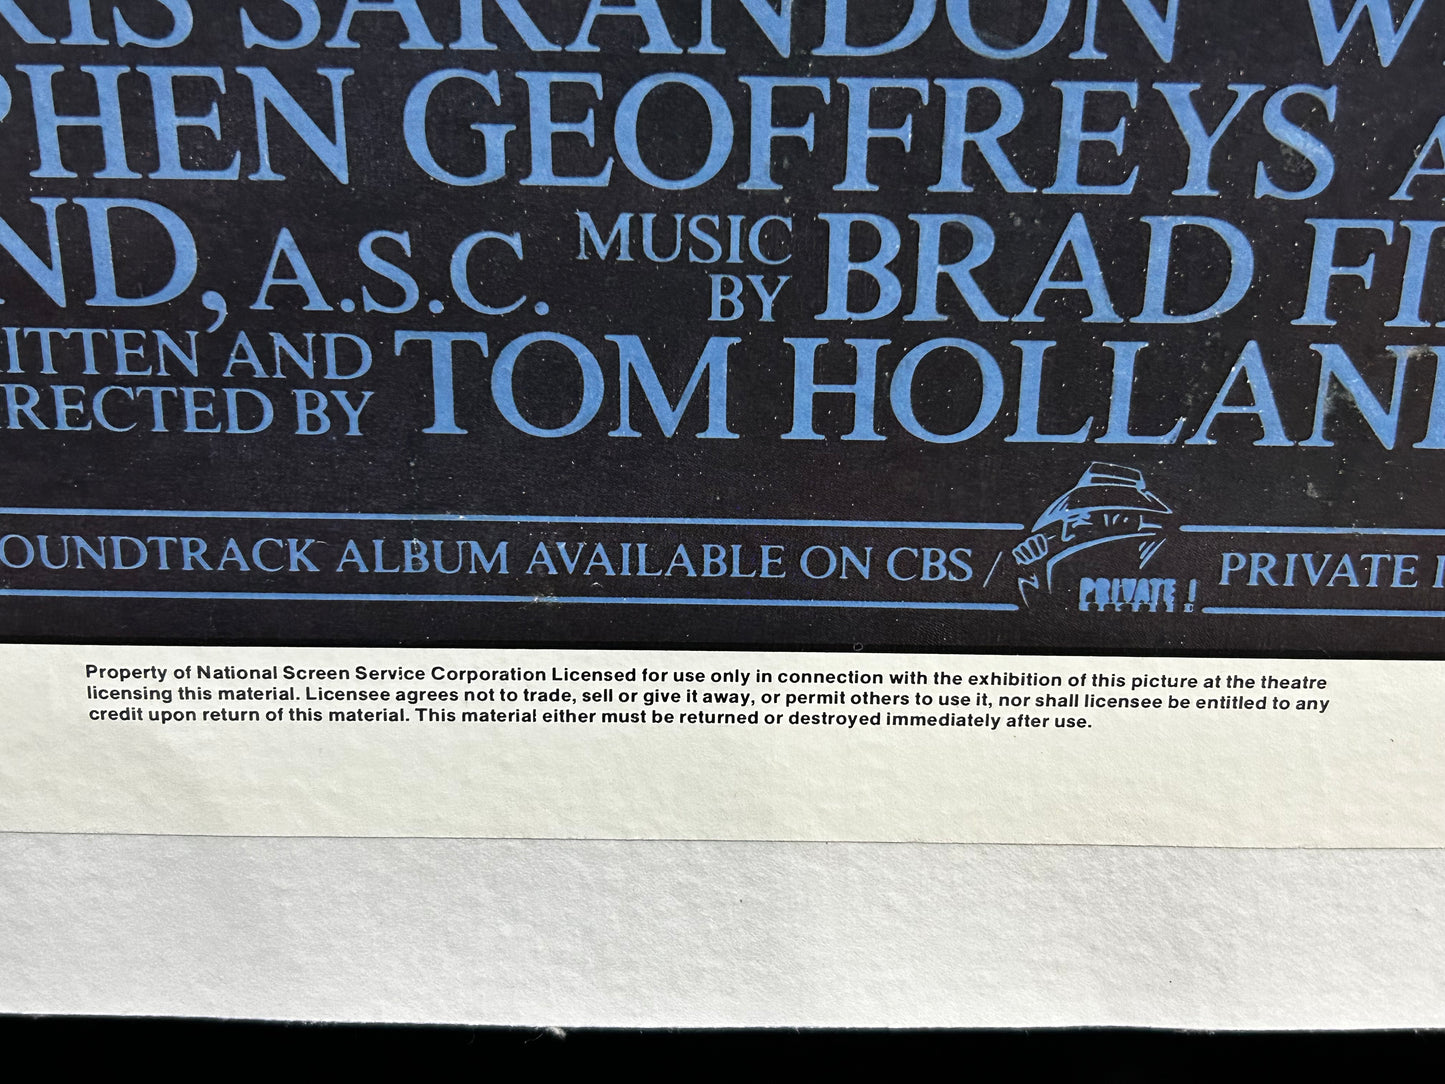 RIS SARANDON W
PHEN GEOFFREYS A
ND, A.S.C. MUSIC BY BRAD FI
RITTEN AND DIRECTED BY TOM HOLLAND
OUNDTRACK ALBUM AVAILABLE ON CBS / PRIVATE ! PRIVATE I
Property of National Screen Service Corporation Licensed for use only in connection with the exhibition of this picture at the theatre
licensing this material. Licensee agrees not to trade, sell or give it away, or permit others to use it, nor shall licensee be entitled to any
credit upon return of this material. This material either must be returned or destroyed immediately after use.